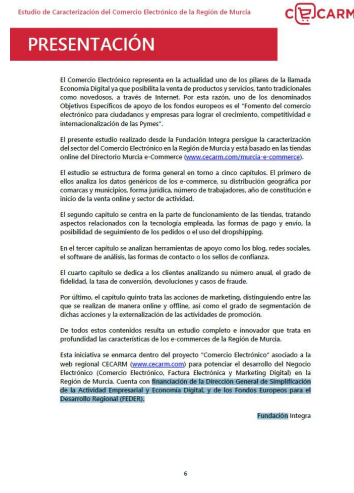 Estudio de Caracterización del Comercio Electrónico de la Región de Murcia
CECARM
PRESENTACIÓN
El Comercio Electrónico representa en la actualidad uno de los pilares de la llamada
Economía Digital ya que posibilita la venta de productos y servicios, tanto tradicionales
como novedosos, a través de Internet. Por esta razón, uno de los denominados
Objetivos Específicos de apoyo de los fondos europeos es el "Fomento del comercio
electrónico para ciudadanos y empresas para lograr el crecimiento, competitividad e
internacionalización de las Pymes".
El presente estudio realizado desde la Fundación Integra persigue la caracterización
del sector del Comercio Electrónico en la Región de Murcia y está basado en las tiendas
online del Directorio Murcia e-Commerce (www.cecarm.com/murcia-e-commerce).
El estudio se estructura de forma general en torno a cinco capítulos. El primero de
ellos analiza los datos genéricos de los e-commerce, su distribución geográfica por
comarcas y municipios, forma jurídica, número de trabajadores, año de constitución e
inicio de la venta online y sector de actividad.
El segundo capítulo se centra en la parte de funcionamiento de las tiendas, tratando
aspectos relacionados con la tecnología empleada, las formas de pago y envío, la
posibilidad de seguimiento de los pedidos o el uso del dropshipping.
En el tercer capítulo se analizan herramientas de apoyo como los blog, redes sociales,
el software de análisis, las formas de contacto o los sellos de confianza.
El cuarto capítulo se dedica a los clientes analizando su número anual, el grado de
fidelidad, la tasa de conversión, devoluciones y casos de fraude.
Por último, el capítulo quinto trata las acciones de marketing, distinguiendo entre las
que se realizan de manera online y offline, así como el grado de segmentación de
dichas acciones y la externalización de las actividades de promoción.
De todos estos contenidos resulta un estudio completo e innovador que trata en
profundidad las características de los e-commerces de la Región de Murcia.
Esta iniciativa se enmarca dentro del proyecto "Comercio Electrónico" asociado a la
web regional CECARM (www.cecarm.com) para potenciar el desarrollo del Negocio
Electrónico (Comercio Electrónico, Factura Electrónica y Marketing Digital) en la
Región de Murcia. Cuenta con financiación de la Dirección General de Simplificación
de la Actividad Empresarial y Economía Digital, y de los Fondos Europeos para el
Desarrollo Regional (FEDER).
Fundación Integra
6